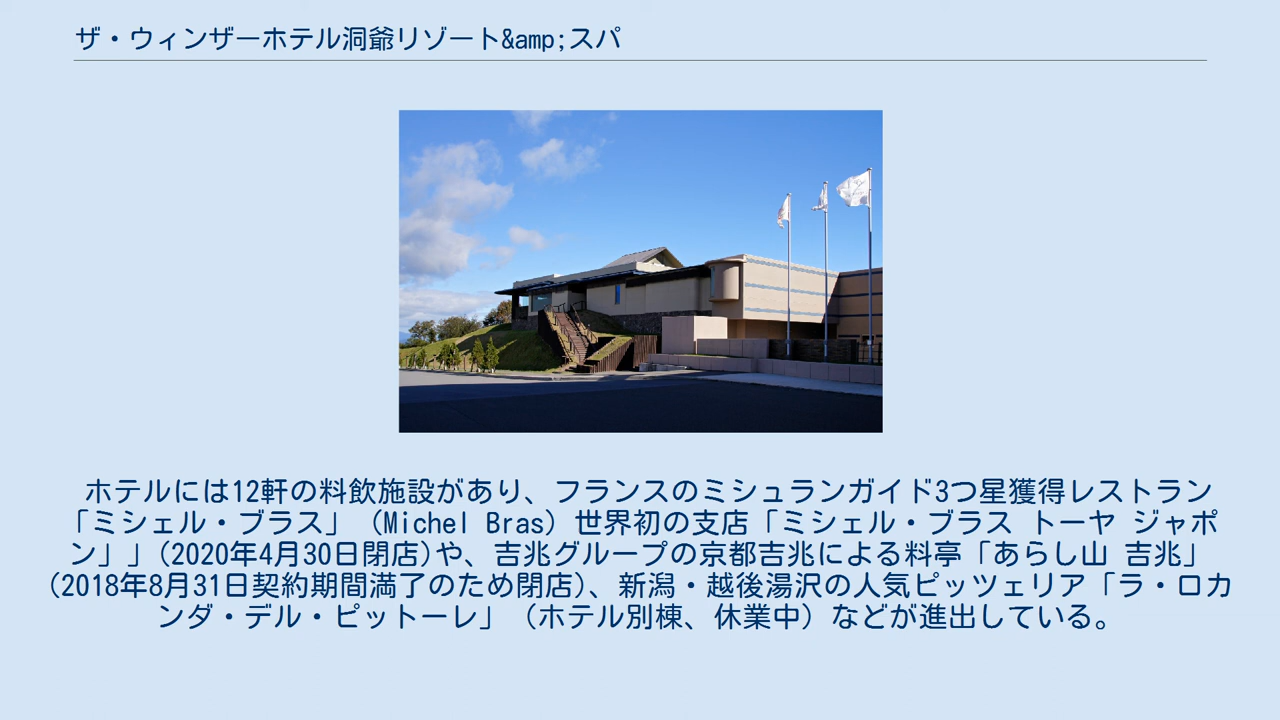 ザ・ウィンザーホテル洞爺リゾート&amp;スパ
ホテルには12軒の料飲施設があり、フランスのミシュランガイド3つ星獲得レストラン
「ミシェル・ブラス」（Michel Bras）世界初の支店「ミシェル・ブラス トーヤ ジャポ
ン」」(2020年4月30日閉店)や、吉兆グループの京都吉兆による料亭「あらし山 吉兆」
(2018年8月31日契約期間満了のため閉店)、新潟・越後湯沢の人気ピッツェリア「ラ・ロカ
ンダ・デル・ピットーレ」（ホテル別棟、休業中）などが進出している。